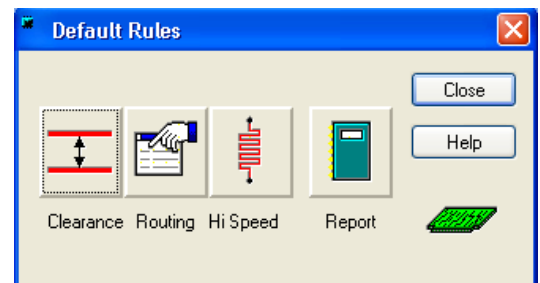 Default Rules
Close
Help
Clearance Routing Hi Speed Report